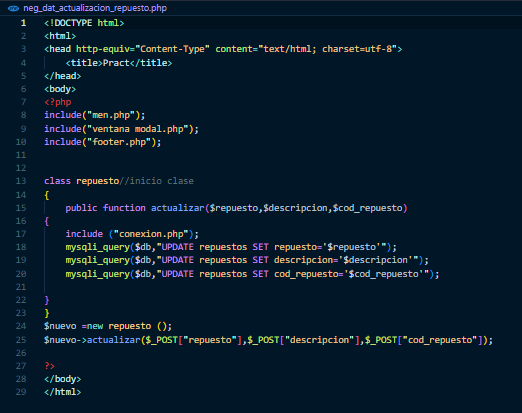 neg_dat_actualizacion_repuesto.php
1 <!DOCTYPE html>
2 <html>
3 <head http-equiv="Content-Type" content="text/html; charset=utf-8">
4 <title>Pract</title>
5 </head>
6 <body>
7 <?php
8 include("men.php");
9 include("ventana modal.php");
10 include("footer.php");
11
12
13 class repuesto//inicio clase
14 {
15 public function actualizar($repuesto,$descripcion,$cod_repuesto)
16 {
17 include ("conexion.php");
18 mysqli_query($db,"UPDATE repuestos SET repuesto='$repuesto'");
19 mysqli_query($db,"UPDATE repuestos SET descripcion='$descripcion'");
20 mysqli_query($db,"UPDATE repuestos SET cod_repuesto='$cod_repuesto'");
21
22 }
23 }
24 $nuevo =new repuesto ();
25 $nuevo->actualizar($_POST["repuesto"],$_POST["descripcion"],$_POST["cod_repuesto"]);
26
27 ?>
28 </body>
29 </html>